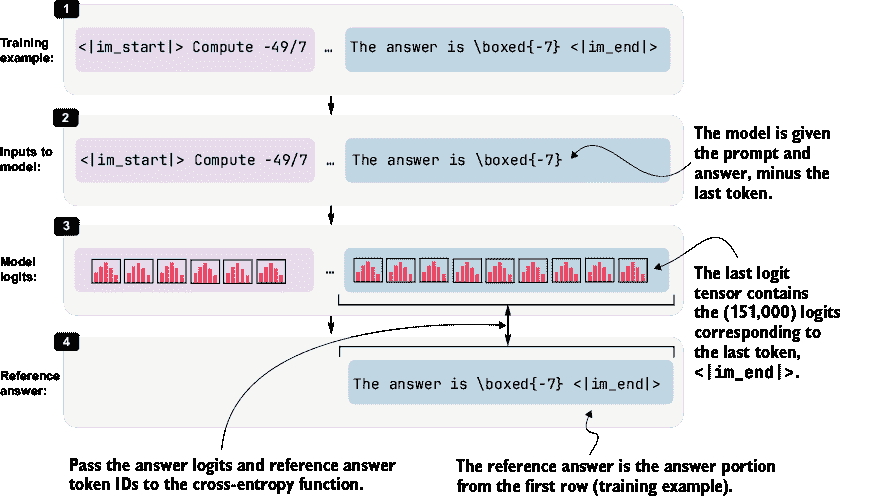 1
Training
example:
<|im_start|> Compute -49/7 … The answer is \boxed{-7} <|im_end|>
2
Inputs to
model:
<|im_start|> Compute -49/7 … The answer is \boxed{-7}
The model is given
the prompt and
answer, minus the
last token.
3
Model
logits:
…
The last logit
tensor contains
the (151,000) logits
corresponding to
the last token,
<|im_end|>.
4
Reference
answer:
The answer is \boxed{-7} <|im_end|>
Pass the answer logits and reference answer
token IDs to the cross-entropy function.
The reference answer is the answer portion
from the first row (training example).